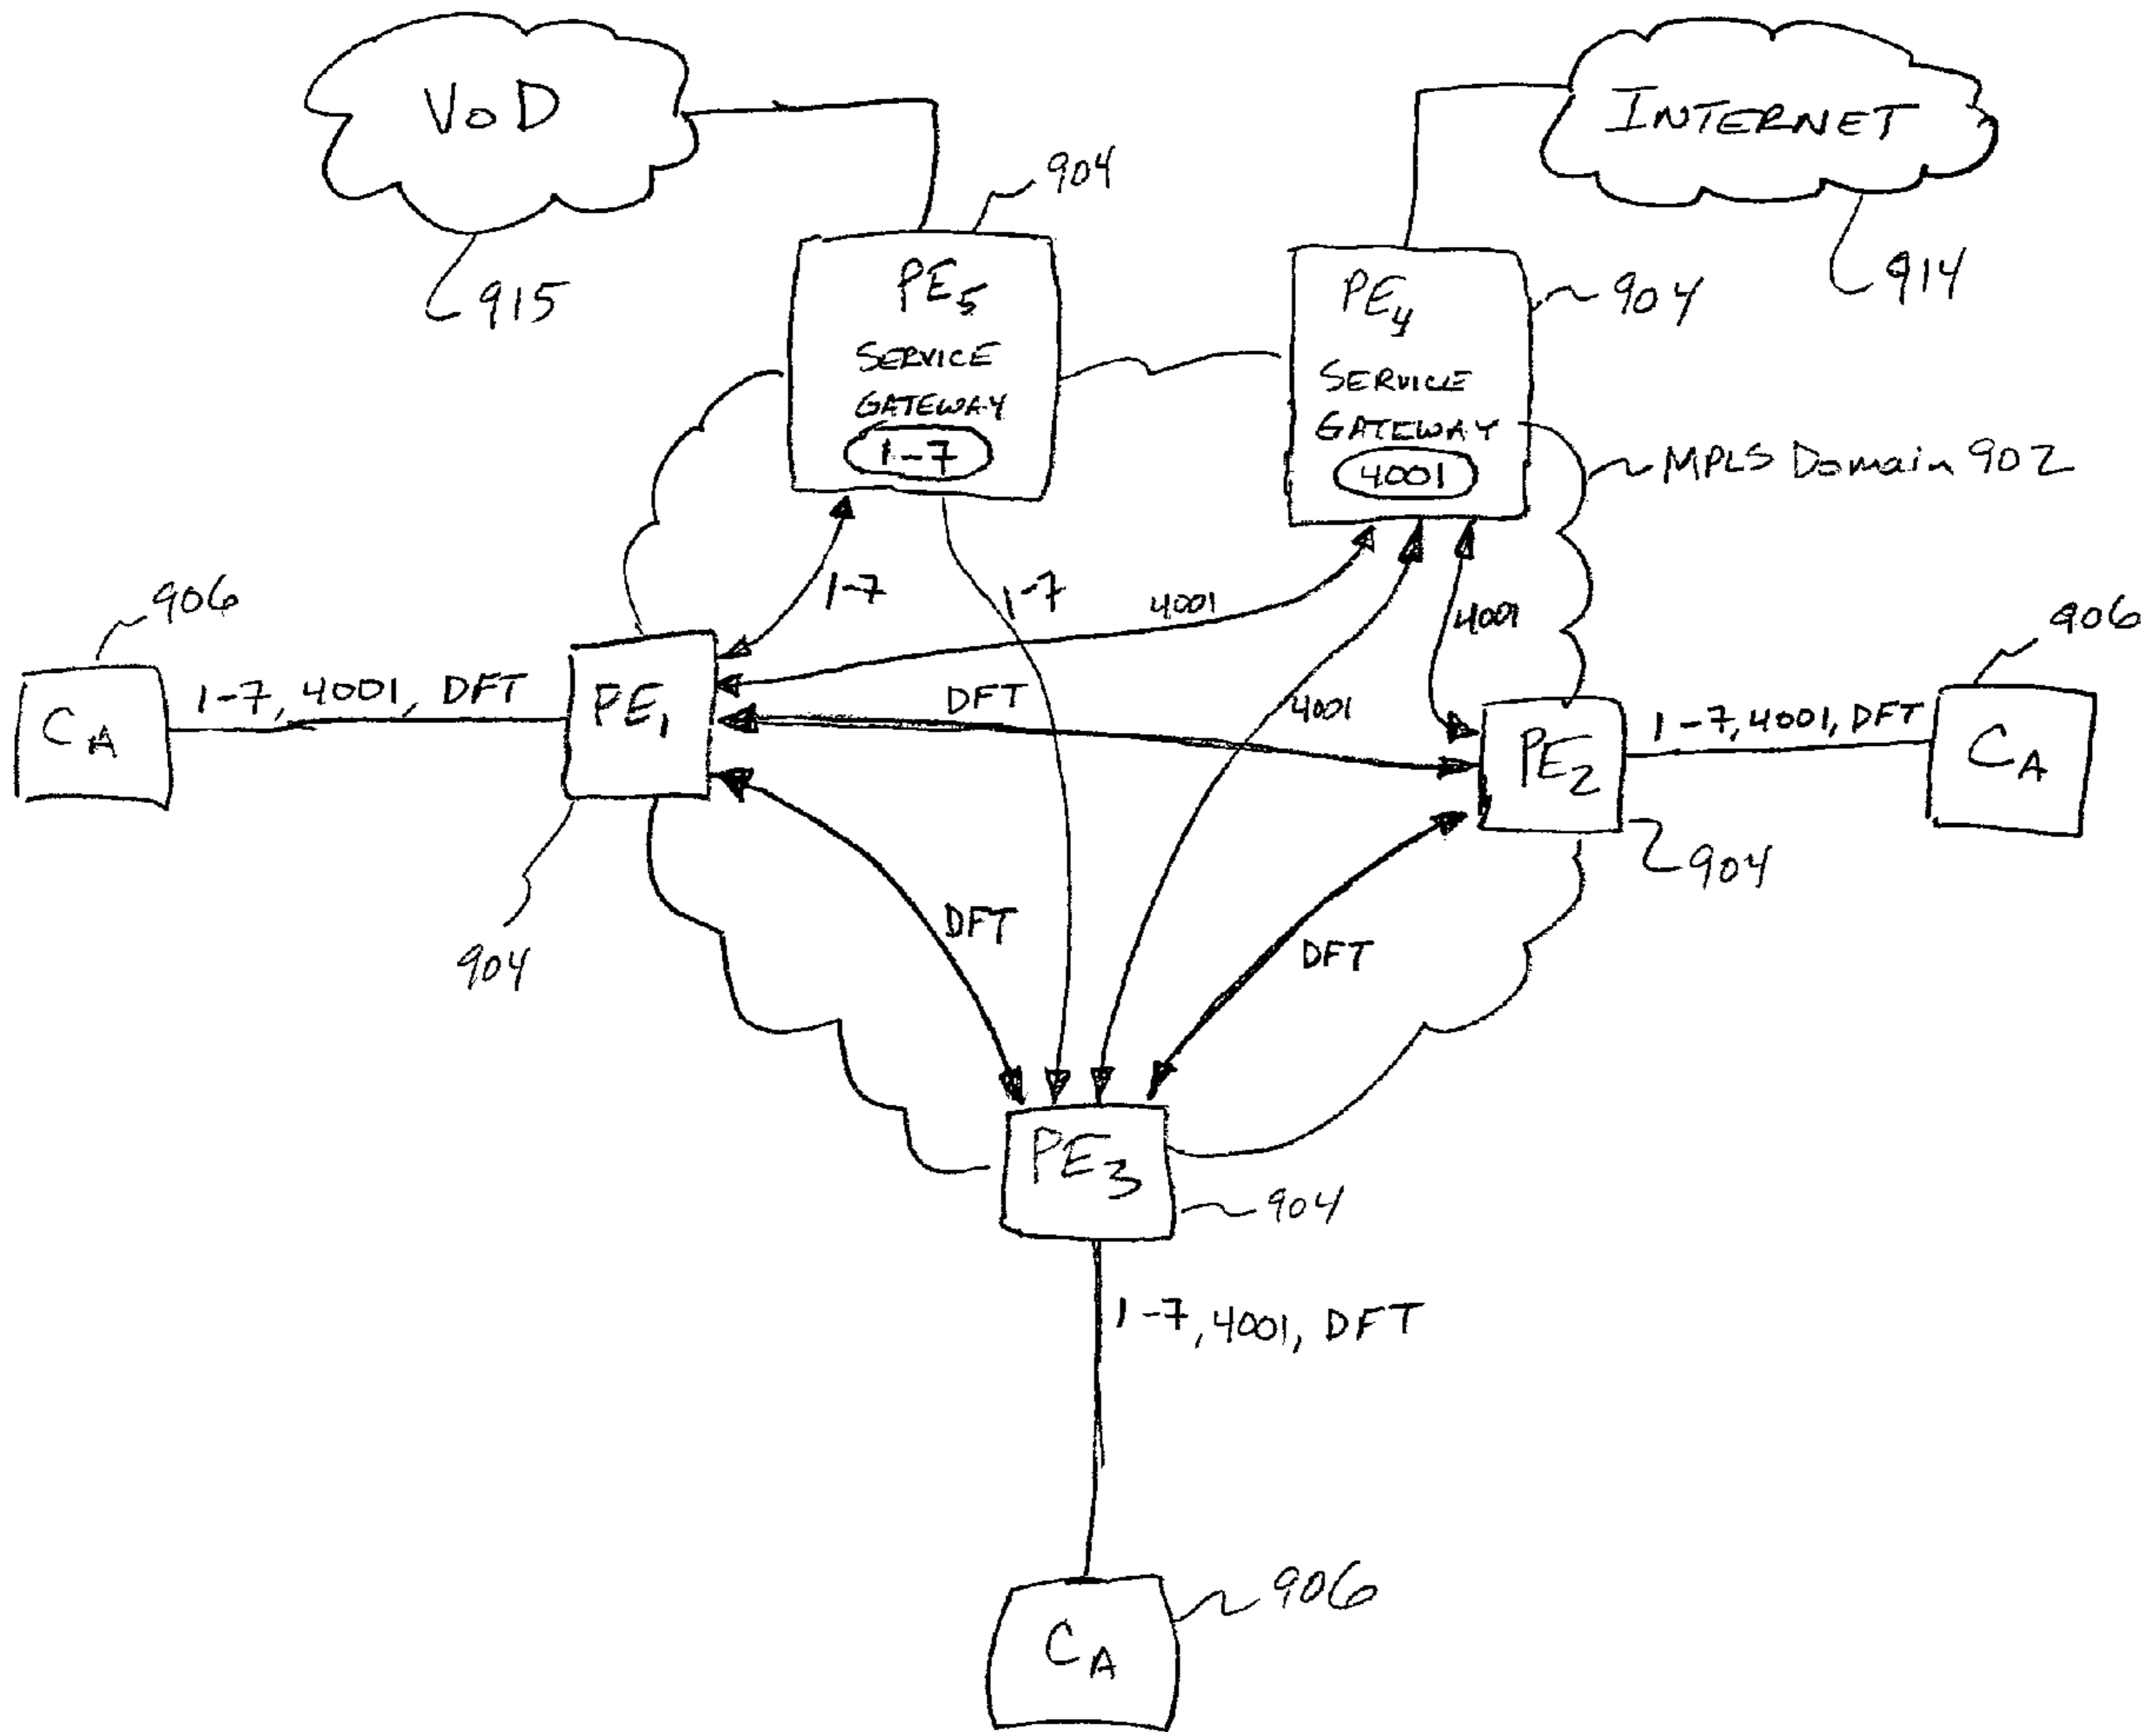 VoD
INTERNET
904
915
914
PE5
SERVICE
GATEWAY
1-7
PE4
SERVICE
GATEWAY
4001
904
MPLS Domain 902
1-7
1-7
4001
4001
906
906
CA
1-7, 4001, DFT
PE1
DFT
4001
PE2
1-7, 4001, DFT
CA
904
904
DFT
DFT
PE3
904
1-7, 4001, DFT
CA
906